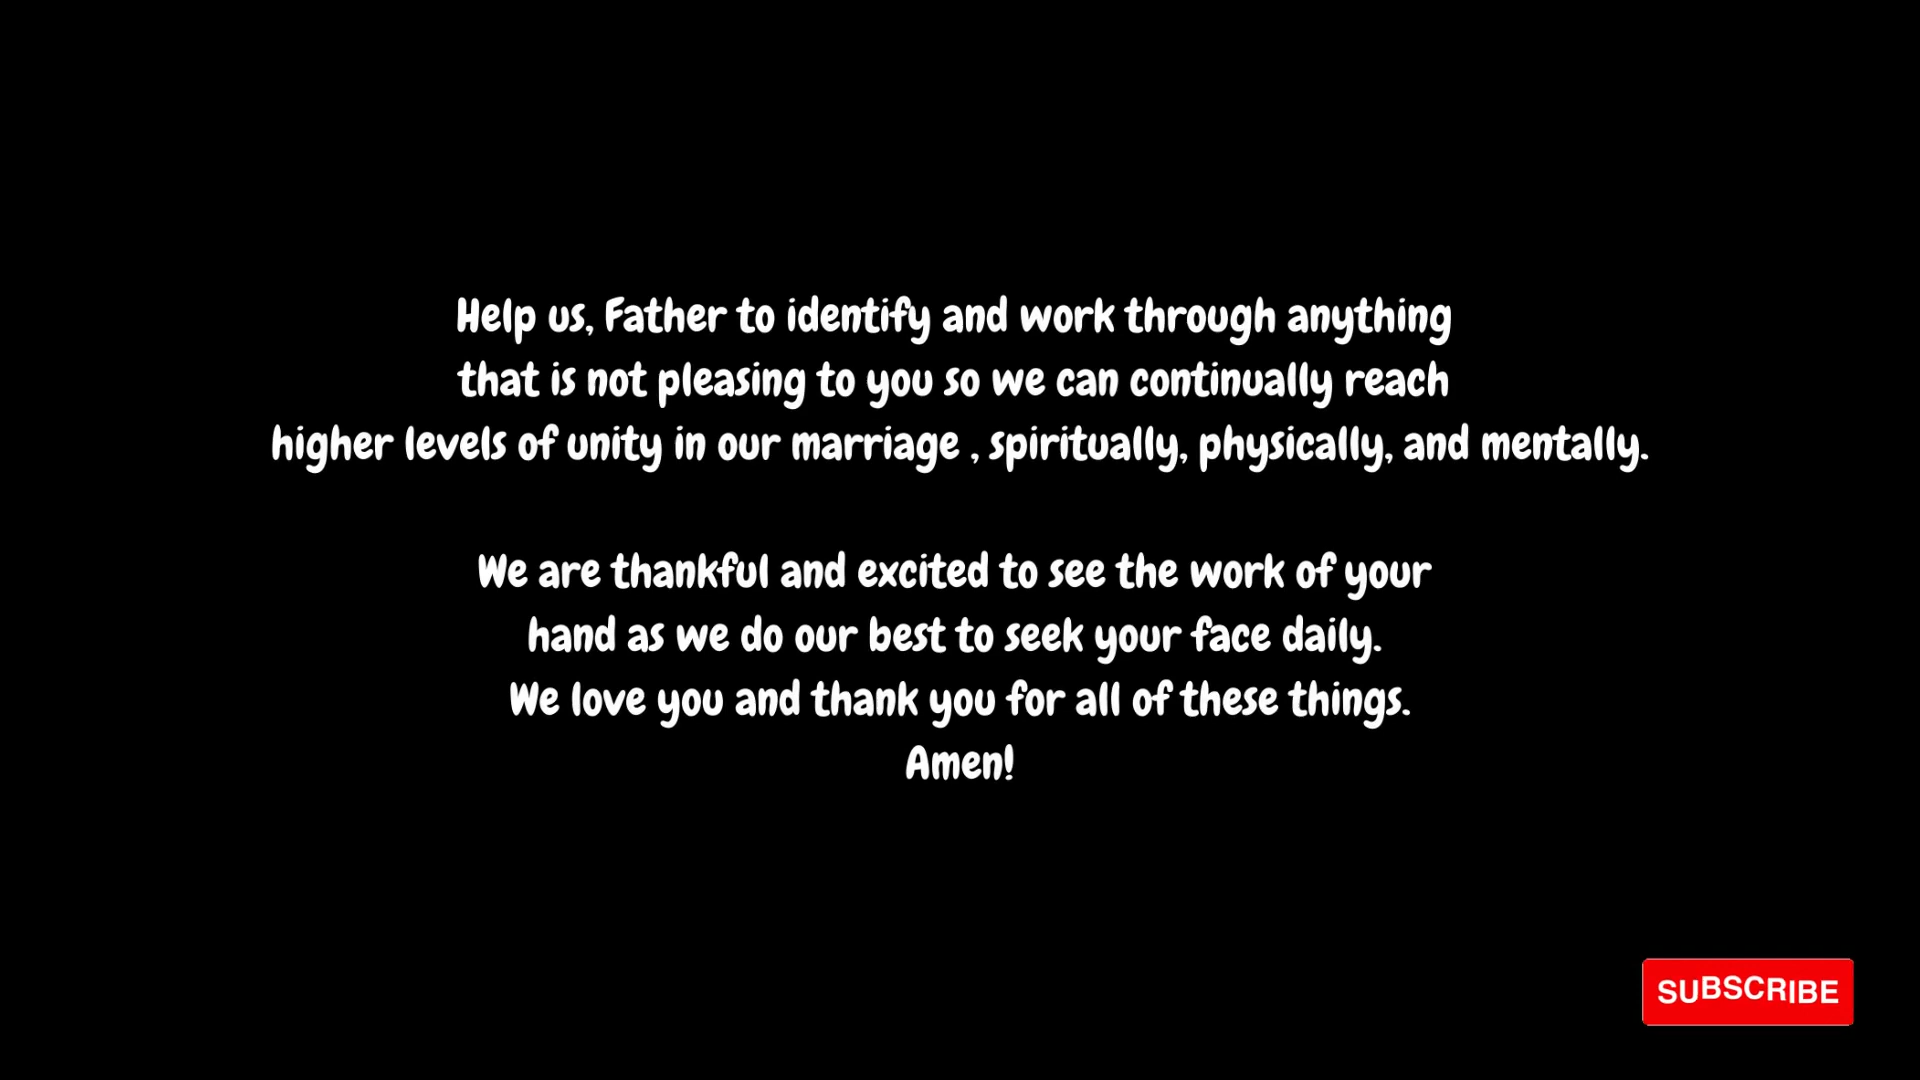 Help us, Father to identify and work through anything
that is not pleasing to you so we can continually reach
higher levels of unity in our marriage , spiritually, physically, and mentally.
We are thankful and excited to see the work of your
hand as we do our best to seek your face daily.
We love you and thank you for all of these things.
Amen!
SUBSCRIBE